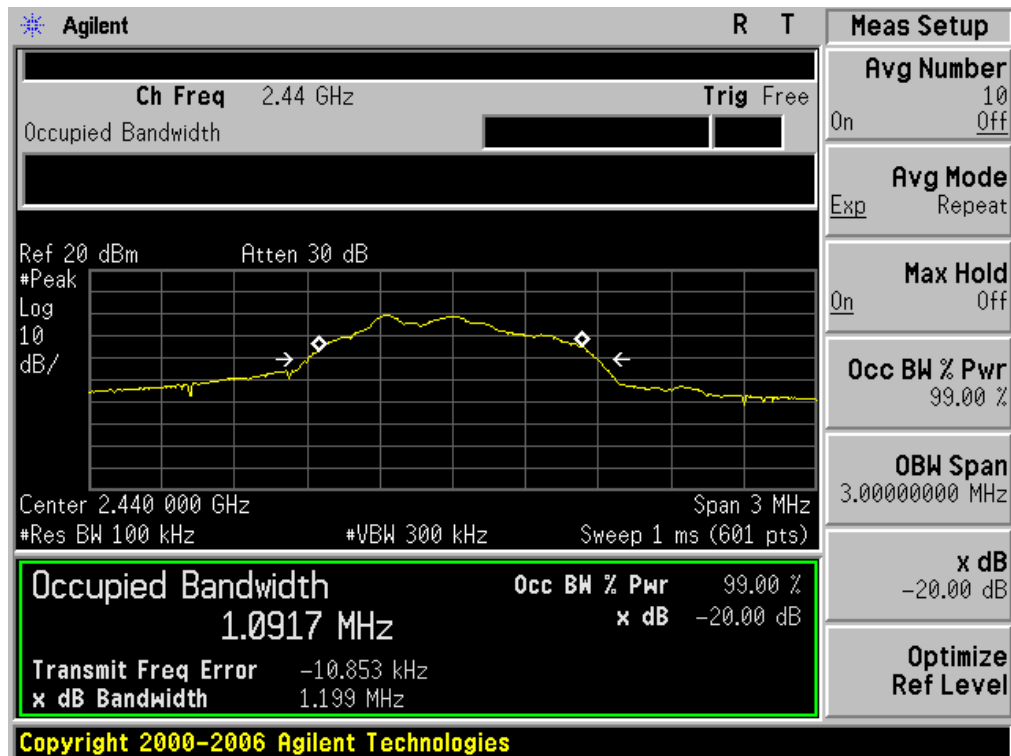 Agilent R T
Ch Freq 2.44 GHz Trig Free
Occupied Bandwidth
Ref 20 dBm Atten 30 dB
#Peak
Log
10
dB/
Center 2.440 000 GHz Span 3 MHz
#Res BW 100 kHz #VBW 300 kHz Sweep 1 ms (601 pts)
Occupied Bandwidth Occ BW % Pwr 99.00 %
1.0917 MHz x dB -20.00 dB
Transmit Freq Error -10.853 kHz
x dB Bandwidth 1.199 MHz
Copyright 2000-2006 Agilent Technologies
Meas Setup
Avg Number
10
On Off
Avg Mode
Exp Repeat
Max Hold
On Off
Occ BW % Pwr
99.00 %
OBW Span
3.00000000 MHz
x dB
-20.00 dB
Optimize
Ref Level